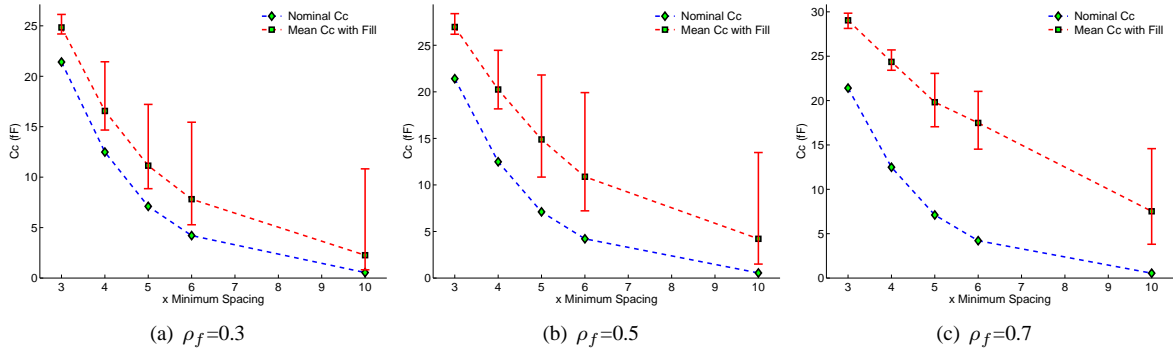 Nominal Cc
Mean Cc with Fill
Cc (fF)
25
20
15
10
5
0
3 4 5 6 7 8 9 10
x Minimum Spacing
(a) ρf=0.3
Nominal Cc
Mean Cc with Fill
Cc (fF)
25
20
15
10
5
0
3 4 5 6 7 8 9 10
x Minimum Spacing
(b) ρf=0.5
Nominal Cc
Mean Cc with Fill
Cc (fF)
30
25
20
15
10
5
0
3 4 5 6 7 8 9 10
x Minimum Spacing
(c) ρf=0.7